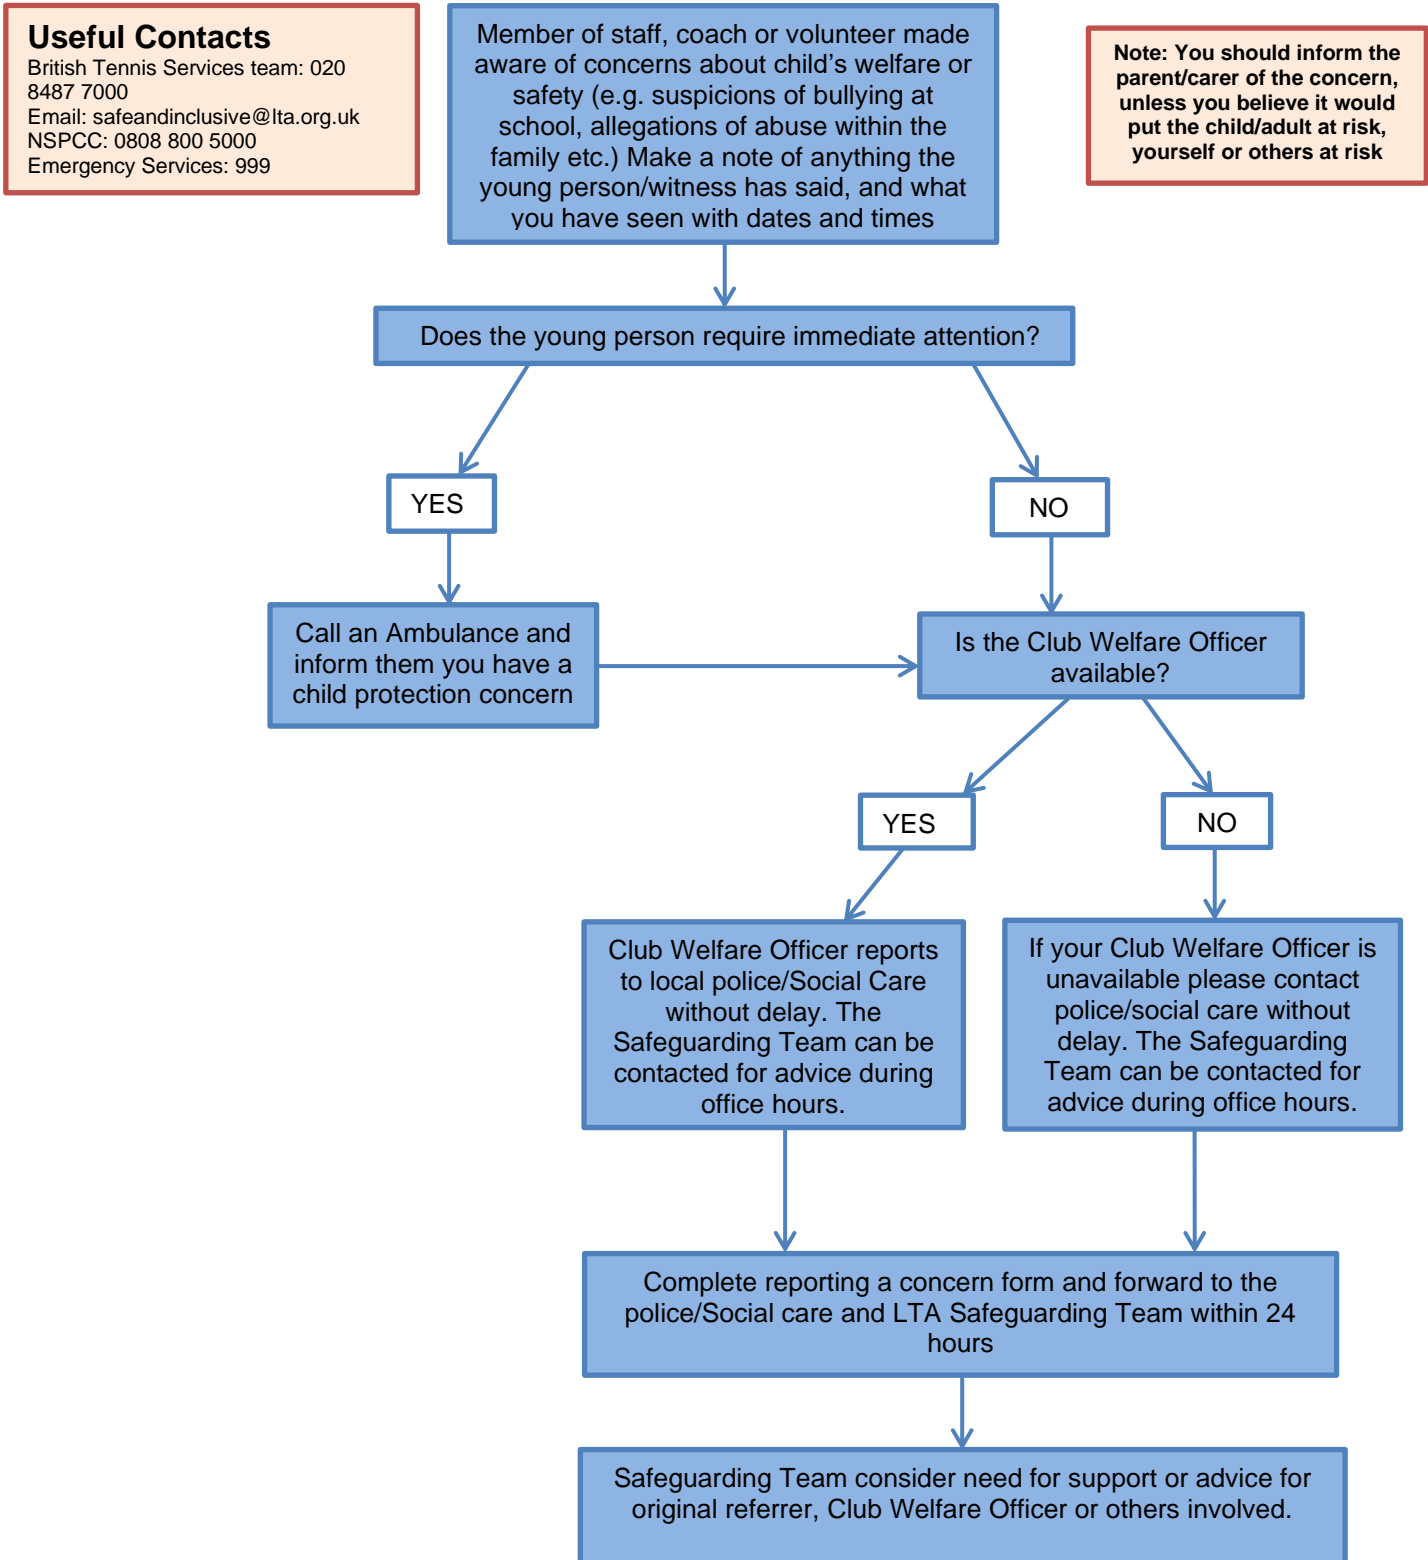 Useful Contacts
British Tennis Services team: 020
8487 7000
Email: safeandinclusive@lta.org.uk
NSPCC: 0808 800 5000
Emergency Services: 999
Member of staff, coach or volunteer made
aware of concerns about child's welfare or
safety (e.g. suspicions of bullying at
school, allegations of abuse within the
family etc.) Make a note of anything the
young person/witness has said, and what
you have seen with dates and times
Note: You should inform the
parent/carer of the concern,
unless you believe it would
put the child/adult at risk,
yourself or others at risk
Does the young person require immediate attention?
YES
NO
Call an Ambulance and
inform them you have a
child protection concern
Is the Club Welfare Officer
available?
YES
NO
Club Welfare Officer reports
to local police/Social Care
without delay. The
Safeguarding Team can be
contacted for advice during
office hours.
If your Club Welfare Officer is
unavailable please contact
police/social care without
delay. The Safeguarding
Team can be contacted for
advice during office hours.
Complete reporting a concern form and forward to the
police/Social care and LTA Safeguarding Team within 24
hours
Safeguarding Team consider need for support or advice for
original referrer, Club Welfare Officer or others involved.